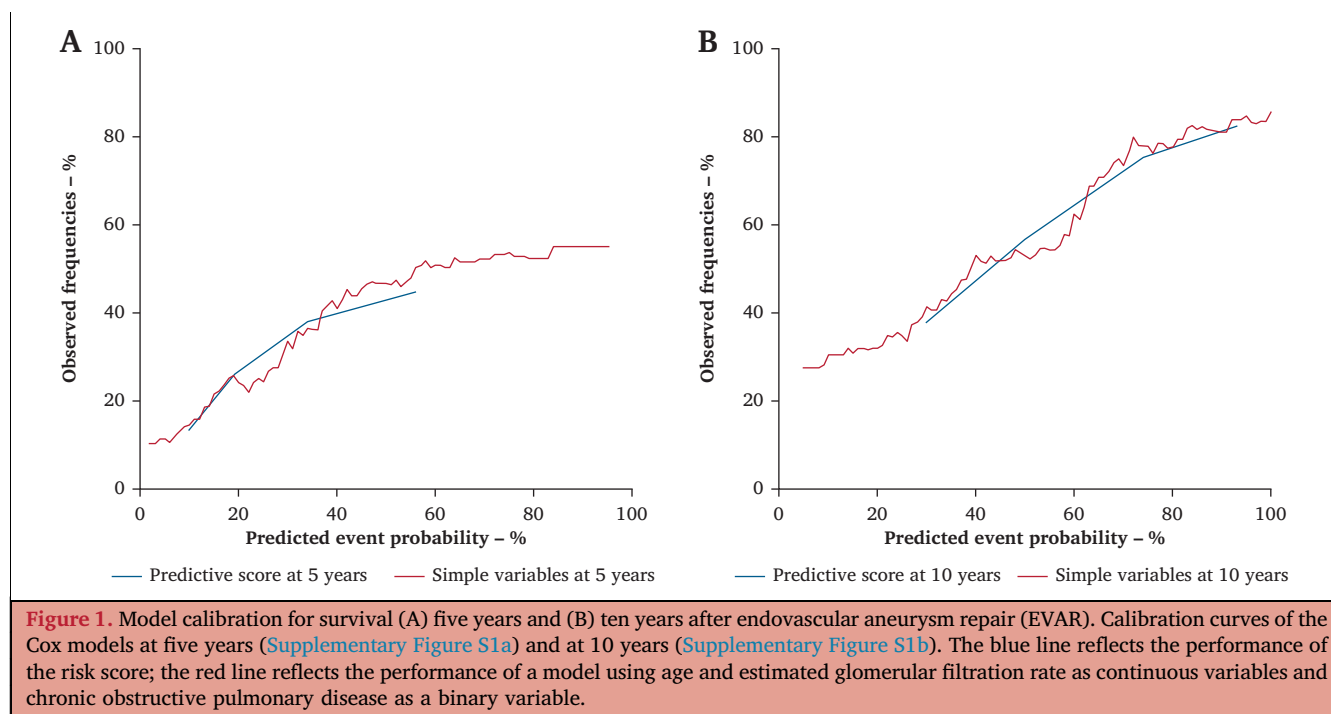 A
100
80
60
40
20
0
Observed frequencies – %
0 20 40 60 80 100
Predicted event probability – %
Predictive score at 5 years Simple variables at 5 years
B
100
80
60
40
20
0
Observed frequencies – %
0 20 40 60 80 100
Predicted event probability – %
Predictive score at 10 years Simple variables at 10 years
Figure 1. Model calibration for survival (A) five years and (B) ten years after endovascular aneurysm repair (EVAR). Calibration curves of the
Cox models at five years (Supplementary Figure S1a) and at 10 years (Supplementary Figure S1b). The blue line reflects the performance of
the risk score; the red line reflects the performance of a model using age and estimated glomerular filtration rate as continuous variables and
chronic obstructive pulmonary disease as a binary variable.